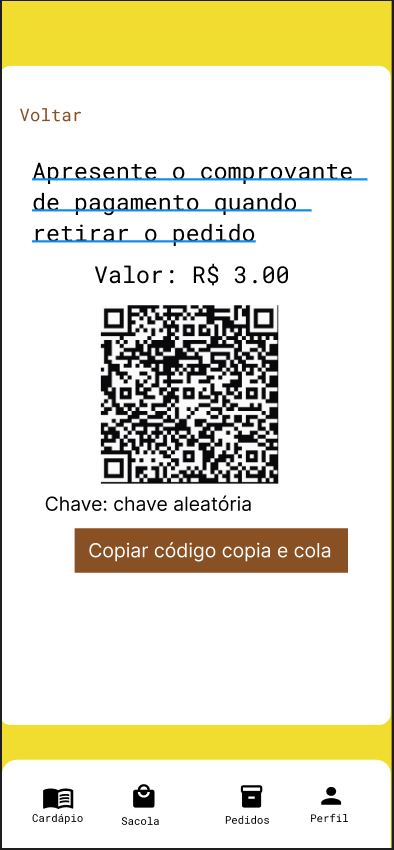 Voltar
Apresente o comprovante
de pagamento quando
retirar o pedido
Valor: R$ 3.00
Chave: chave aleatória
Copiar código copia e cola
Cardápio
Sacola
Pedidos
Perfil